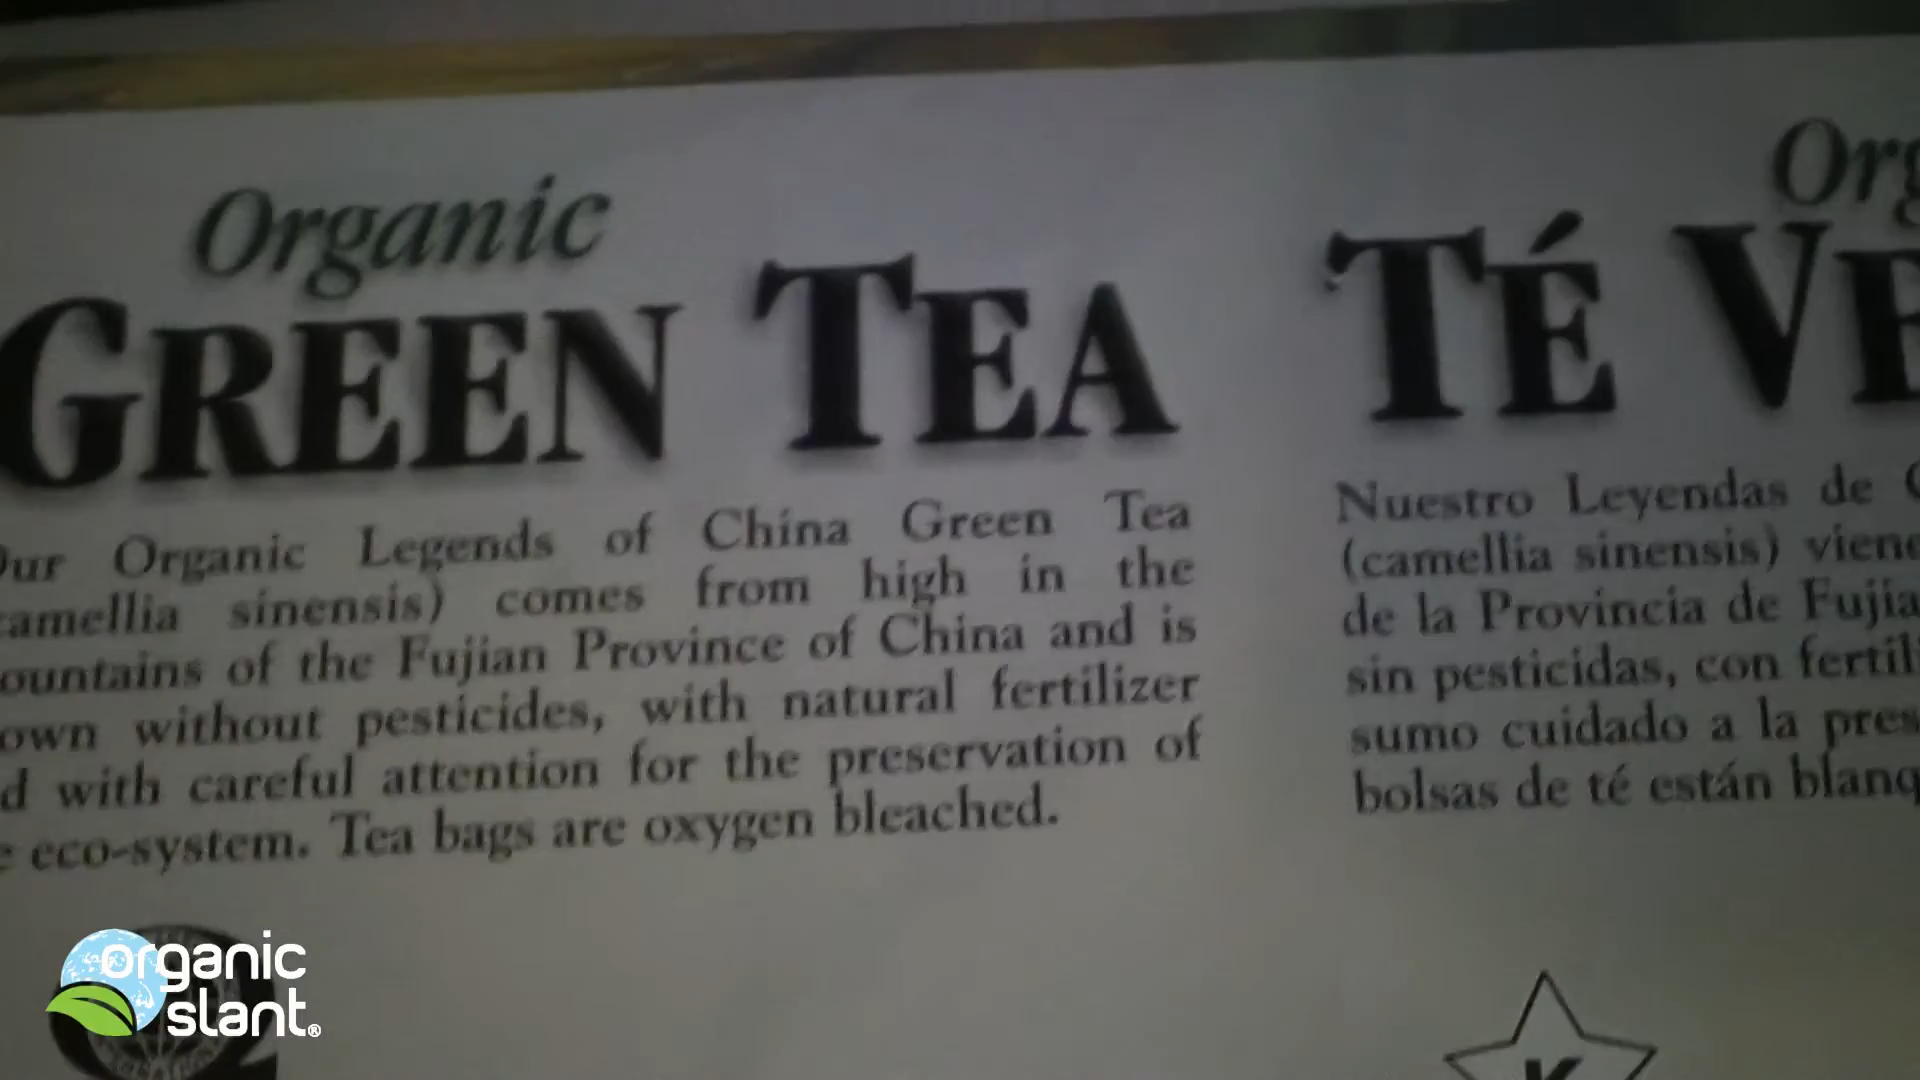 Organic
GREEN TEA
Our Organic Legends of China Green Tea
camellia sinensis) comes from high in the
ountains of the Fujian Province of China and is
own without pesticides, with natural fertilizer
d with careful attention for the preservation of
e eco-system. Tea bags are oxygen bleached.
Org
TÉ VE
Nuestro Leyendas de C
(camellia sinensis) viene
de la Provincia de Fujia
sin pesticidas, con fertili
sumo cuidado a la pres
bolsas de té están blanq
K
organic
slant®